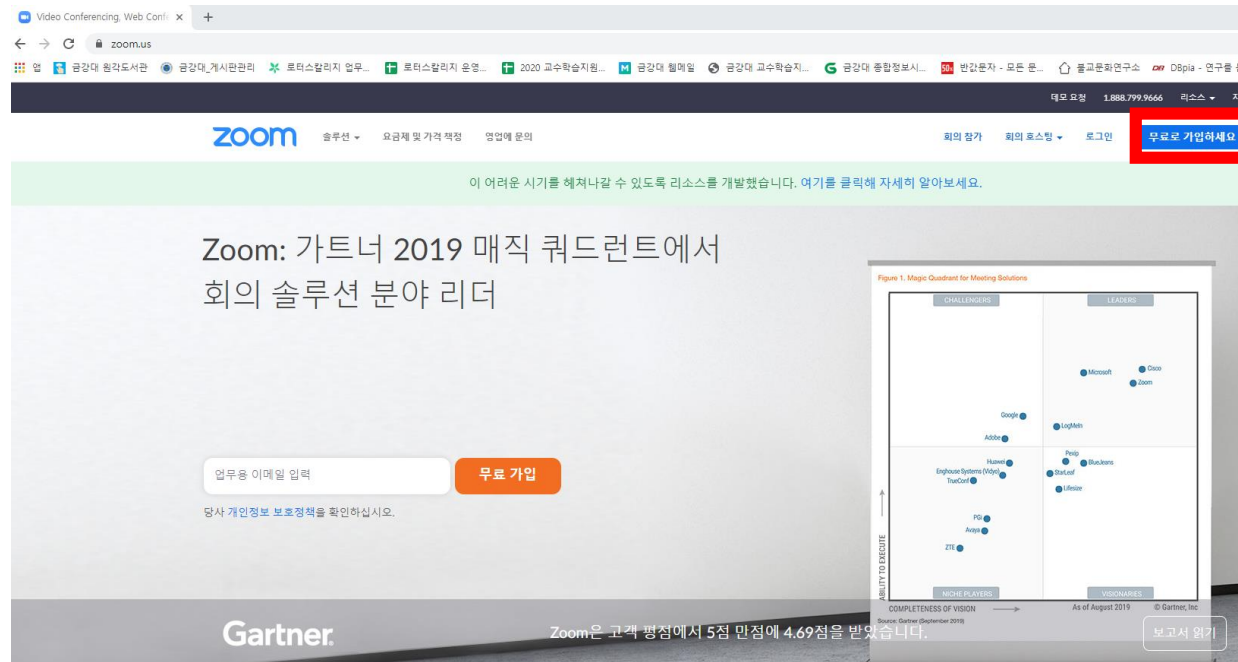 Video Conferencing, Web Conf
zoom.us
앱 금강대 원각도서관 금강대_게시판관리 로터스칼리지 업무... 로터스칼리지 운영... 2020 교수학습지원... 금강대 웹메일 금강대 교수학습지... 금강대 종합정보시... 반값문자 - 모든 문... 불교문화연구소 DBpia - 연구를
데모 요청 1.888.799.9666 리소스
zoom 솔루션 요금제 및 가격 책정 영업에 문의 회의 참가 회의 호스팅 로그인 무료로 가입하세요
이 어려운 시기를 헤쳐나갈 수 있도록 리소스를 개발했습니다. 여기를 클릭해 자세히 알아보세요.
Zoom: 가트너 2019 매직 쿼드런트에서
회의 솔루션 분야 리더
업무용 이메일 입력 무료 가입
당사 개인정보 보호정책을 확인하십시오.
Figure 1. Magic Quadrant for Meeting Solutions
CHALLENGERS LEADERS
Microsoft Cisco
Zoom
Google
LogMeIn
Adobe
Pexip
Huawei BlueJeans
Enghouse Systems (Vidyo) StarLeaf
TrueConf
Lifesize
PGi
Avaya
ZTE
ABILITY TO EXECUTE
NICHE PLAYERS VISIONARIES
COMPLETENESS OF VISION As of August 2019 © Gartner, Inc
Source: Gartner (September 2019)
Gartner. Zoom은 고객 평점에서 5점 만점에 4.69점을 받았습니다. 보고서 읽기